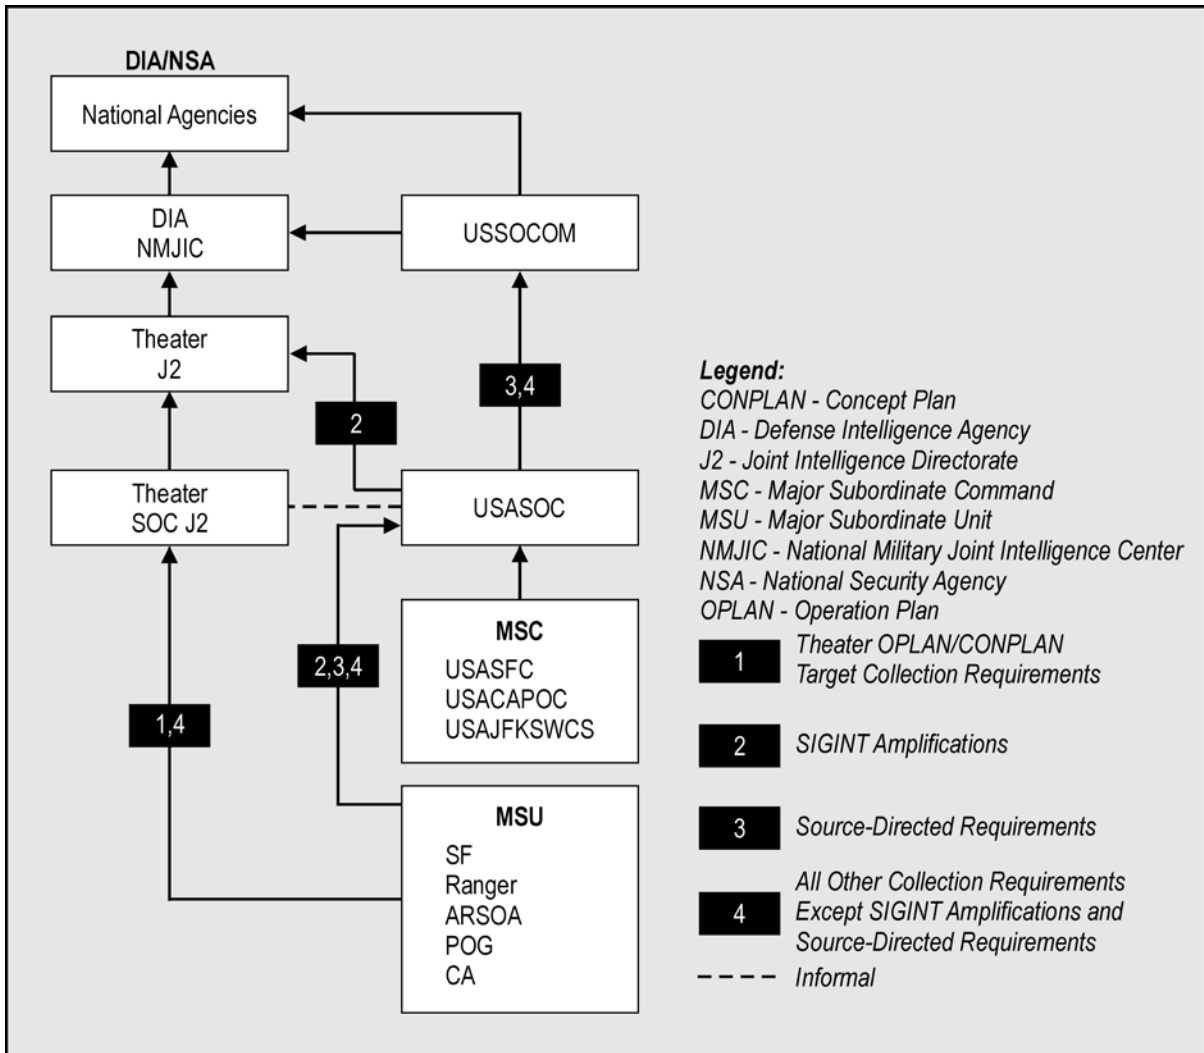 DIA/NSA
National Agencies
DIA
NMJIC
USSOCOM
Theater
J2
3,4
2
Theater
SOC J2
USASOC
MSC
USASFC
USACAPOC
USAJFKSWCS
2,3,4
1,4
MSU
SF
Ranger
ARSOA
POG
CA
Legend:
CONPLAN - Concept Plan
DIA - Defense Intelligence Agency
J2 - Joint Intelligence Directorate
MSC - Major Subordinate Command
MSU - Major Subordinate Unit
NMJIC - National Military Joint Intelligence Center
NSA - National Security Agency
OPLAN - Operation Plan
1
Theater OPLAN/CONPLAN
Target Collection Requirements
2
SIGINT Amplifications
3
Source-Directed Requirements
4
All Other Collection Requirements
Except SIGINT Amplifications and
Source-Directed Requirements
Informal